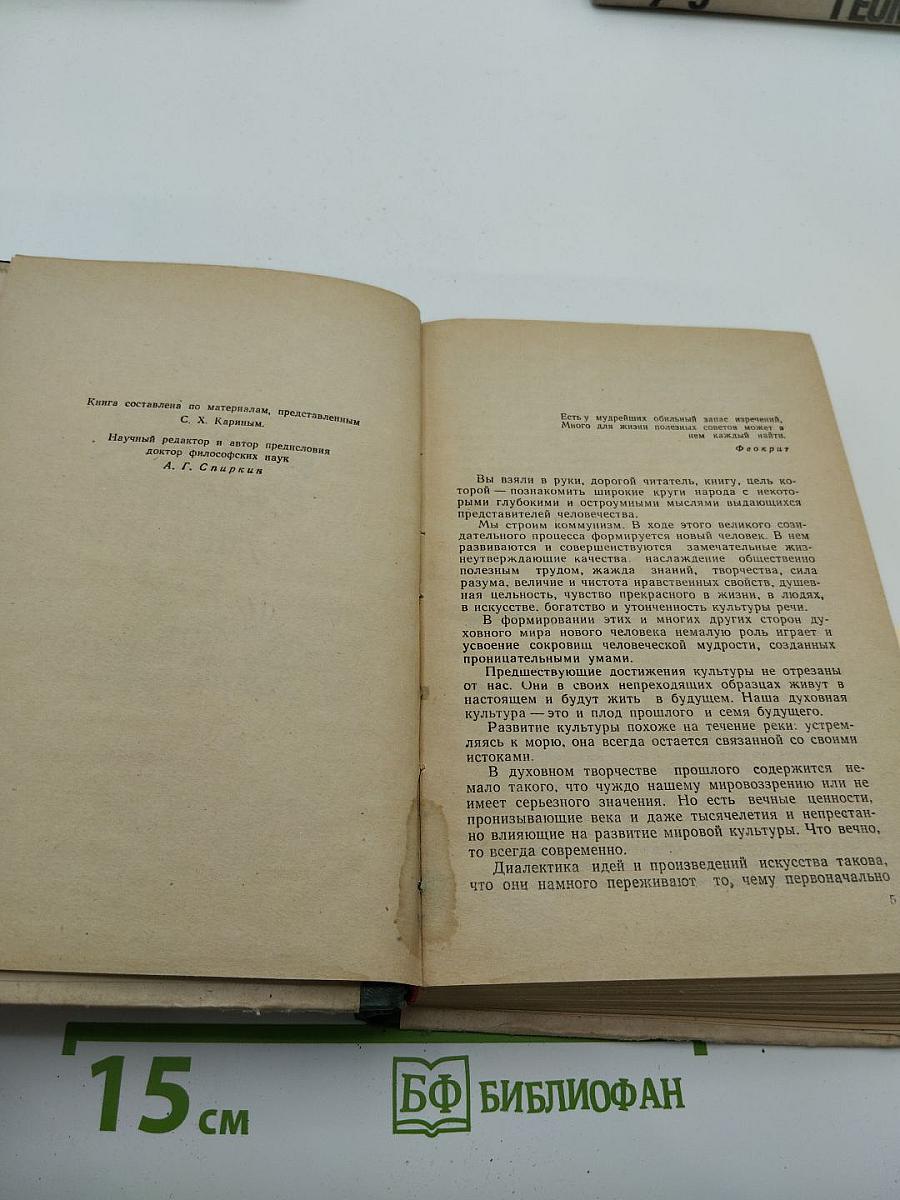 ГЕОП
Книга составлена по материалам, представленным
С. Х. Кариным.
Научный редактор и автор предисловия
доктор философских наук
А. Г. Спиркин
Есть у мудрейших обильный запас изречений,
Много для жизни полезных советов может в
нем каждый найти.
Феокрит
Вы взяли в руки, дорогой читатель, книгу, цель ко-
торой — познакомить широкие круги народа с некото-
рыми глубокими и остроумными мыслями выдающихся
представителей человечества.
Мы строим коммунизм. В ходе этого великого сози-
дательного процесса формируется новый человек. В нем
развиваются и совершенствуются замечательные жиз-
неутверждающие качества: наслаждение общественно
полезным трудом, жажда знаний, творчества, сила
разума, величие и чистота нравственных свойств, душев-
ная цельность, чувство прекрасного в жизни, в людях,
в искусстве, богатство и утонченность культуры речи.
В формировании этих и многих других сторон ду-
ховного мира нового человека немалую роль играет и
усвоение сокровищ человеческой мудрости, созданных
проницательными умами.
Предшествующие достижения культуры не отрезаны
от нас. Они в своих непреходящих образцах живут в
настоящем и будут жить в будущем. Наша духовная
культура — это и плод прошлого и семя будущего.
Развитие культуры похоже на течение реки: устрем-
ляясь к морю, она всегда остается связанной со своими
истоками.
В духовном творчестве прошлого содержится не-
мало такого, что чуждо нашему мировоззрению или не
имеет серьезного значения. Но есть вечные ценности,
пронизывающие века и даже тысячелетия и непрестан-
но влияющие на развитие мировой культуры. Что вечно,
то всегда современно.
Диалектика идей и произведений искусства такова,
что они намного переживают то, чему первоначально
5
15 см
БФ БИБЛИОФАН